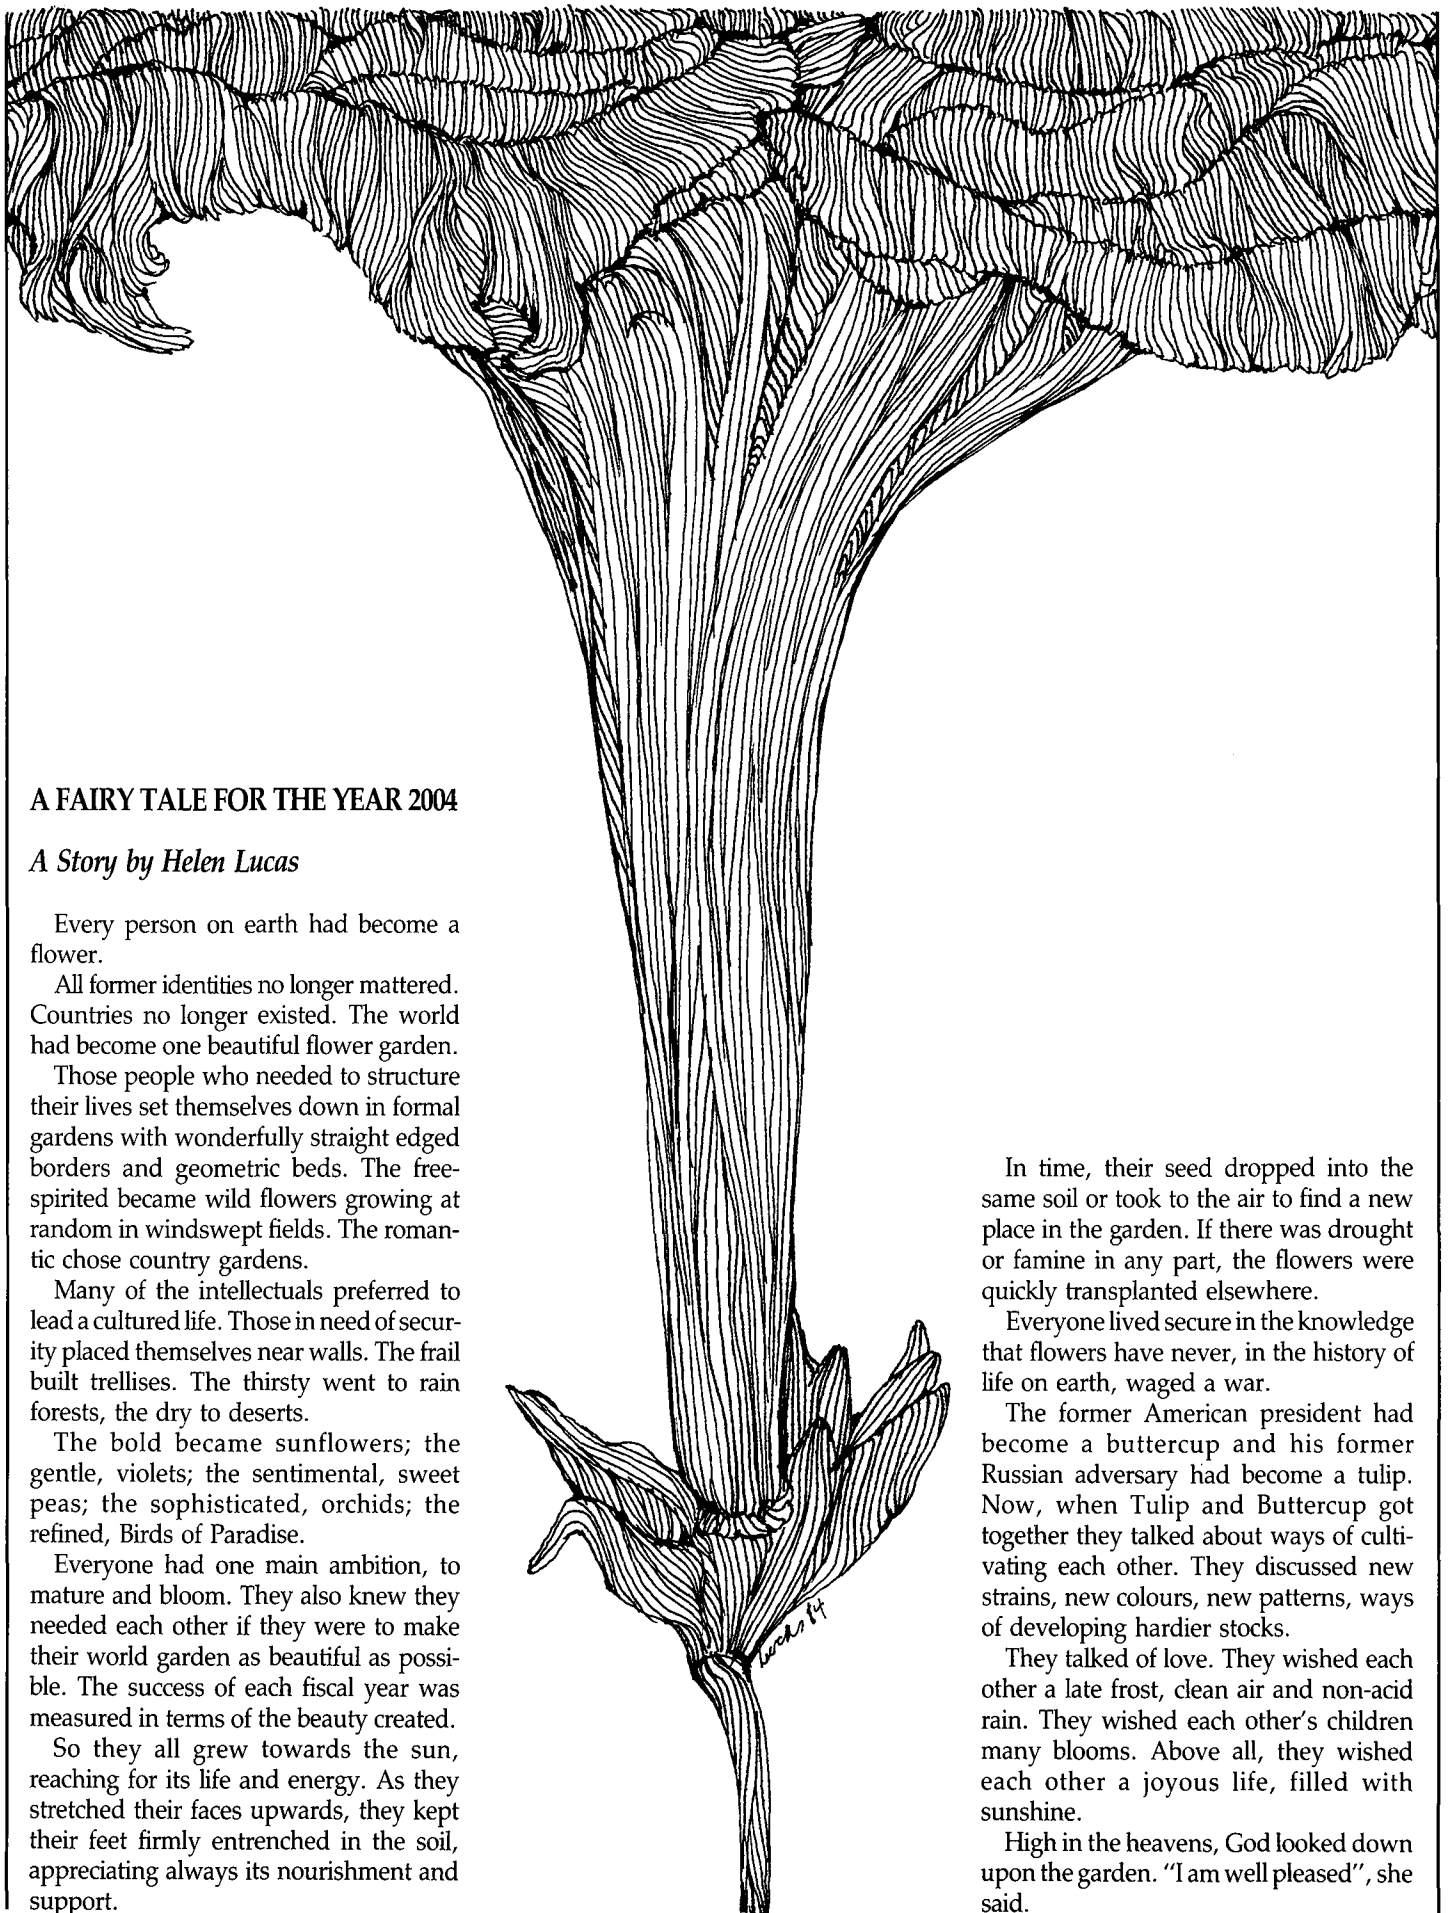 A FAIRY TALE FOR THE YEAR 2004
A Story by Helen Lucas
Every person on earth had become a
flower.
All former identities no longer mattered.
Countries no longer existed. The world
had become one beautiful flower garden.
Those people who needed to structure
their lives set themselves down in formal
gardens with wonderfully straight edged
borders and geometric beds. The free-
spirited became wild flowers growing at
random in windswept fields. The roman-
tic chose country gardens.
Many of the intellectuals preferred to
lead a cultured life. Those in need of secur-
ity placed themselves near walls. The frail
built trellises. The thirsty went to rain
forests, the dry to deserts.
The bold became sunflowers; the
gentle, violets; the sentimental, sweet
peas; the sophisticated, orchids; the
refined, Birds of Paradise.
Everyone had one main ambition, to
mature and bloom. They also knew they
needed each other if they were to make
their world garden as beautiful as possi-
ble. The success of each fiscal year was
measured in terms of the beauty created.
So they all grew towards the sun,
reaching for its life and energy. As they
stretched their faces upwards, they kept
their feet firmly entrenched in the soil,
appreciating always its nourishment and
support.
Lucas 84
In time, their seed dropped into the
same soil or took to the air to find a new
place in the garden. If there was drought
or famine in any part, the flowers were
quickly transplanted elsewhere.
Everyone lived secure in the knowledge
that flowers have never, in the history of
life on earth, waged a war.
The former American president had
become a buttercup and his former
Russian adversary had become a tulip.
Now, when Tulip and Buttercup got
together they talked about ways of culti-
vating each other. They discussed new
strains, new colours, new patterns, ways
of developing hardier stocks.
They talked of love. They wished each
other a late frost, clean air and non-acid
rain. They wished each other's children
many blooms. Above all, they wished
each other a joyous life, filled with
sunshine.
High in the heavens, God looked down
upon the garden. "I am well pleased", she
said.